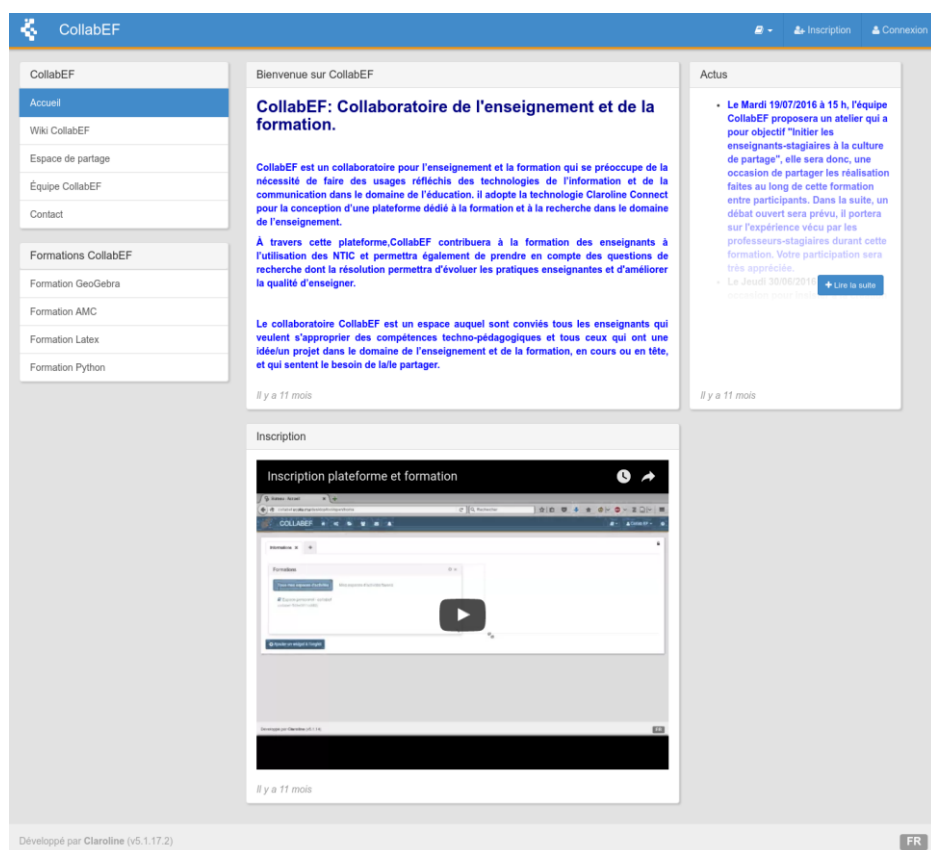 CollabEF
Inscription
Connexion
CollabEF
Accueil
Wiki CollabEF
Espace de partage
Équipe CollabEF
Contact
Formations CollabEF
Formation GeoGebra
Formation AMC
Formation Latex
Formation Python
Bienvenue sur CollabEF
CollabEF: Collaboratoire de l'enseignement et de la
formation.
CollabEF est un collaboratoire pour l'enseignement et la formation qui se préoccupe de la
nécessité de faire des usages réfléchis des technologies de l'information et de la
communication dans le domaine de l'éducation. il adopte la technologie Claroline Connect
pour la conception d'une plateforme dédié à la formation et à la recherche dans le domaine
de l'enseignement.
À travers cette plateforme,CollabEF contribuera à la formation des enseignants à
l'utilisation des NTIC et permettra également de prendre en compte des questions de
recherche dont la résolution permettra d'évoluer les pratiques enseignantes et d'améliorer
la qualité d'enseigner.
Le collaboratoire CollabEF est un espace auquel sont conviés tous les enseignants qui
veulent s'approprier des compétences techno-pédagogiques et tous ceux qui ont une
idée/un projet dans le domaine de l'enseignement et de la formation, en cours ou en tête,
et qui sentent le besoin de la/le partager.
Il y a 11 mois
Actus
Le Mardi 19/07/2016 à 15 h, l'équipe
CollabEF proposera un atelier qui a
pour objectif "Initier les
enseignants-stagiaires à la culture
de partage", elle sera donc, une
occasion de partager les réalisation
faites au long de cette formation
entre participants. Dans la suite, un
débat ouvert sera prévu, il portera
sur l'expérience vécu par les
professeurs-stagiaires durant cette
formation. Votre participation sera
très appréciée.
Le Jeudi 30/06/2016
Lire la suite
Il y a 11 mois
Inscription
Inscription plateforme et formation
COLLABEF
Formations
Développé par Claroline
FR
Il y a 11 mois
Développé par Claroline (v5.1.17.2)
FR